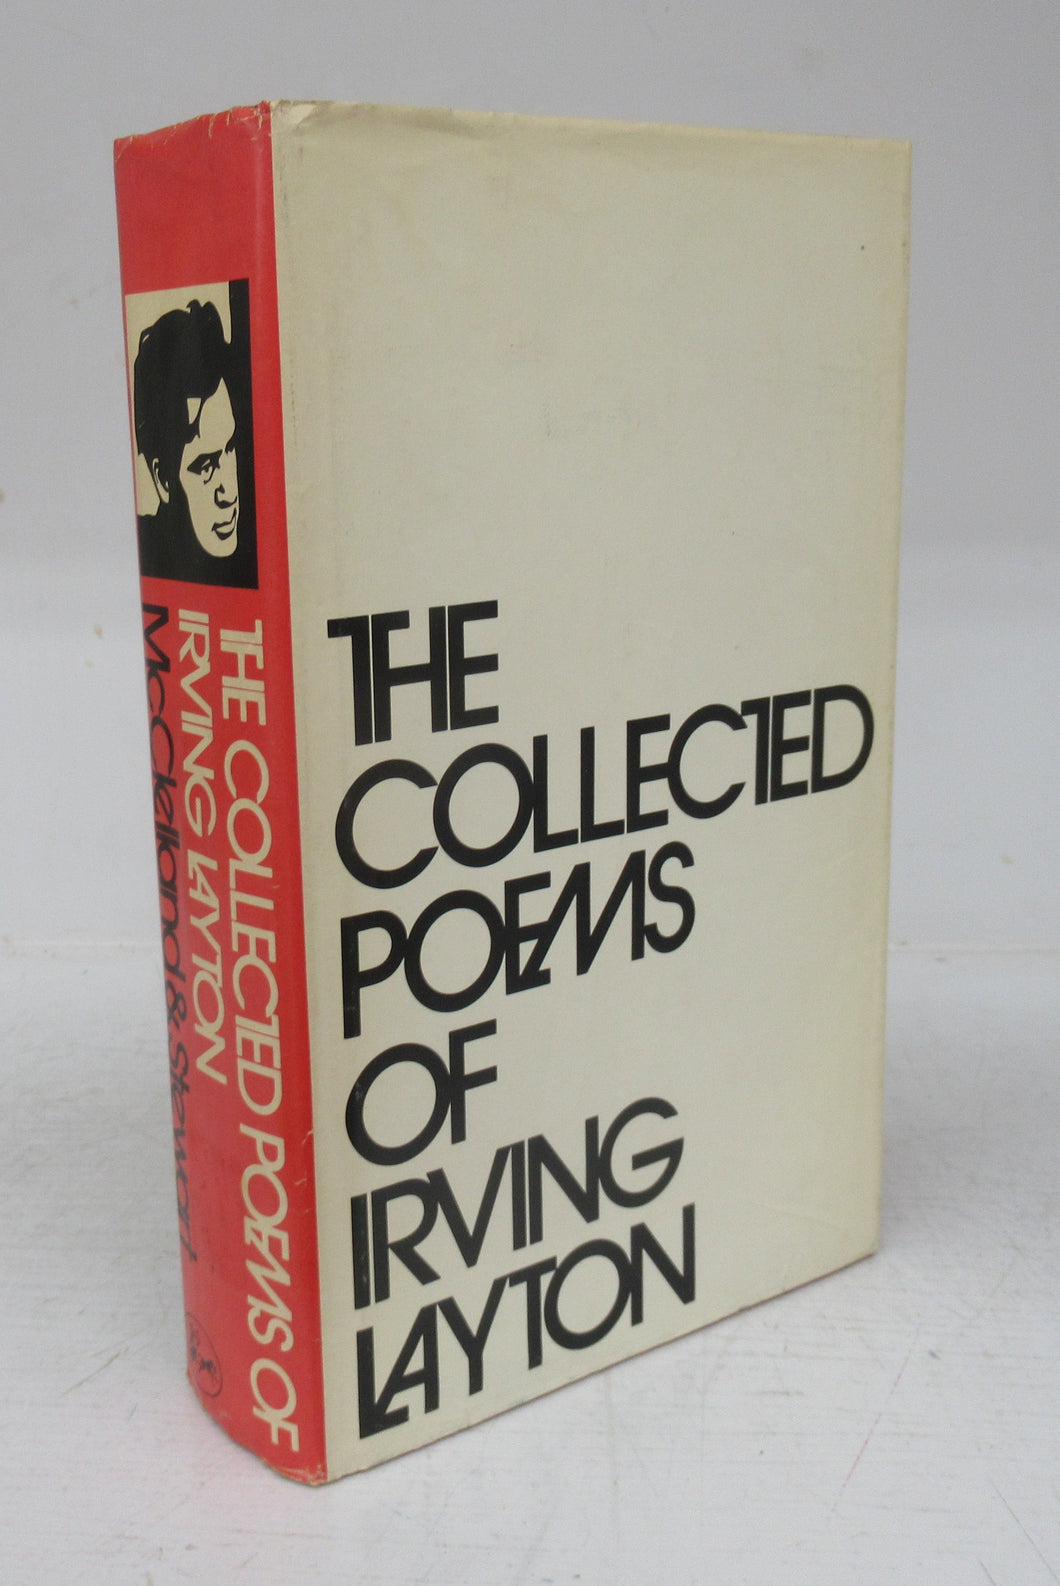 THE COLLECTED POEMS OF
IRVING LAYTON
McClelland & Stewart
THE
COLLECTED
POEMS
OF
IRVING
LAYTON